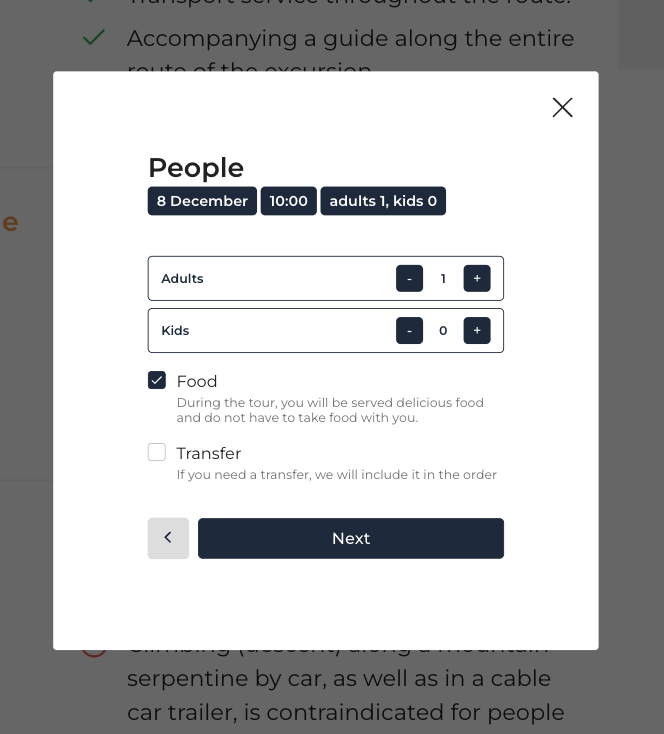 Transport service throughout the route.
Accompanying a guide along the entire
route of the excursion
e
People
8 December 10:00 adults 1, kids 0
Adults - 1 +
Kids - 0 +
Food
During the tour, you will be served delicious food
and do not have to take food with you.
Transfer
If you need a transfer, we will include it in the order
Next
Climbing (descent) along a mountain
serpentine by car, as well as in a cable
car trailer, is contraindicated for people